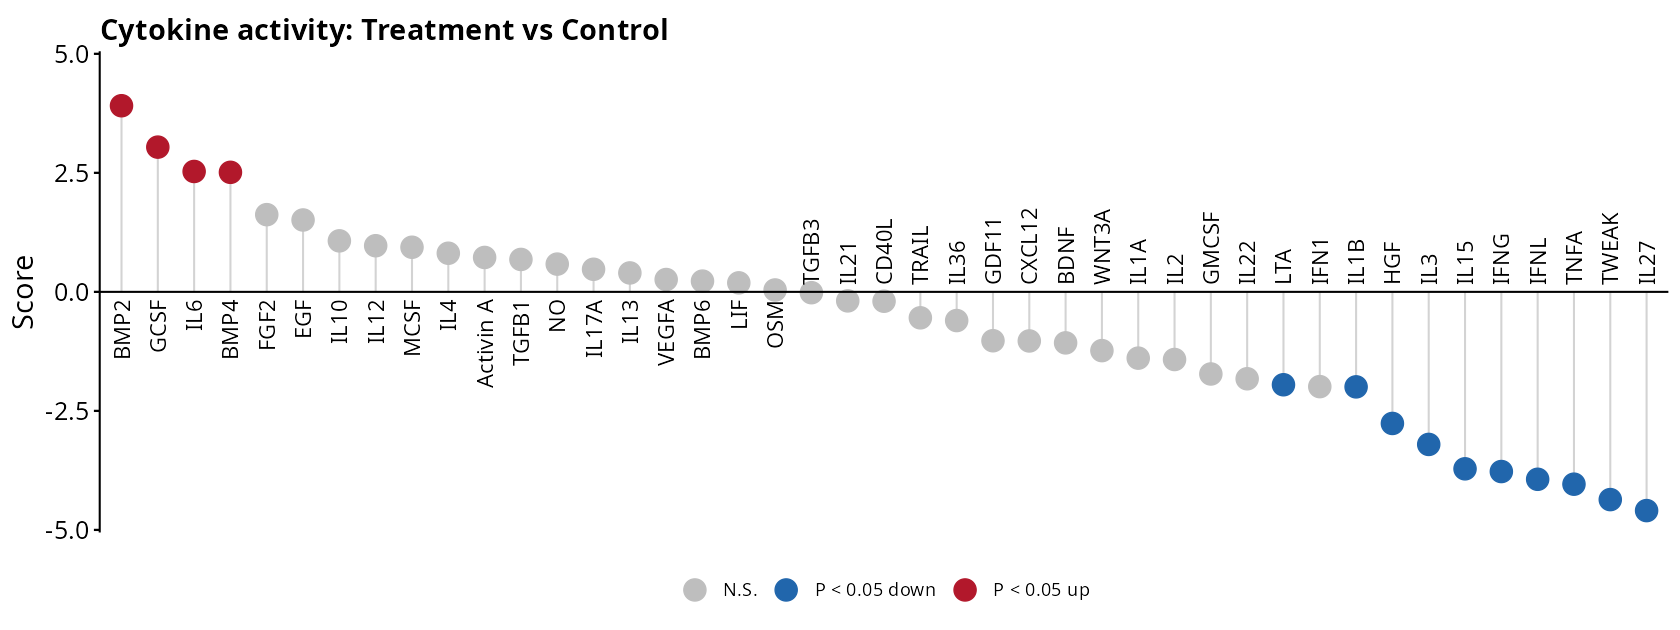 Cytokine activity: Treatment vs Control
Score
5.0
2.5
0.0
-2.5
-5.0
BMP2
GCSF
IL6
BMP4
FGF2
EGF
IL10
IL12
MCSF
IL4
Activin A
TGFB1
NO
IL17A
IL13
VEGFA
BMP6
LIF
OSM
TGFB3
IL21
CD40L
TRAIL
IL36
GDF11
CXCL12
BDNF
WNT3A
IL1A
IL2
GMCSF
IL22
LTA
IFN1
IL1B
HGF
IL3
IL15
IFNG
IFNL
TNFA
TWEAK
IL27
N.S.
P < 0.05 down
P < 0.05 up